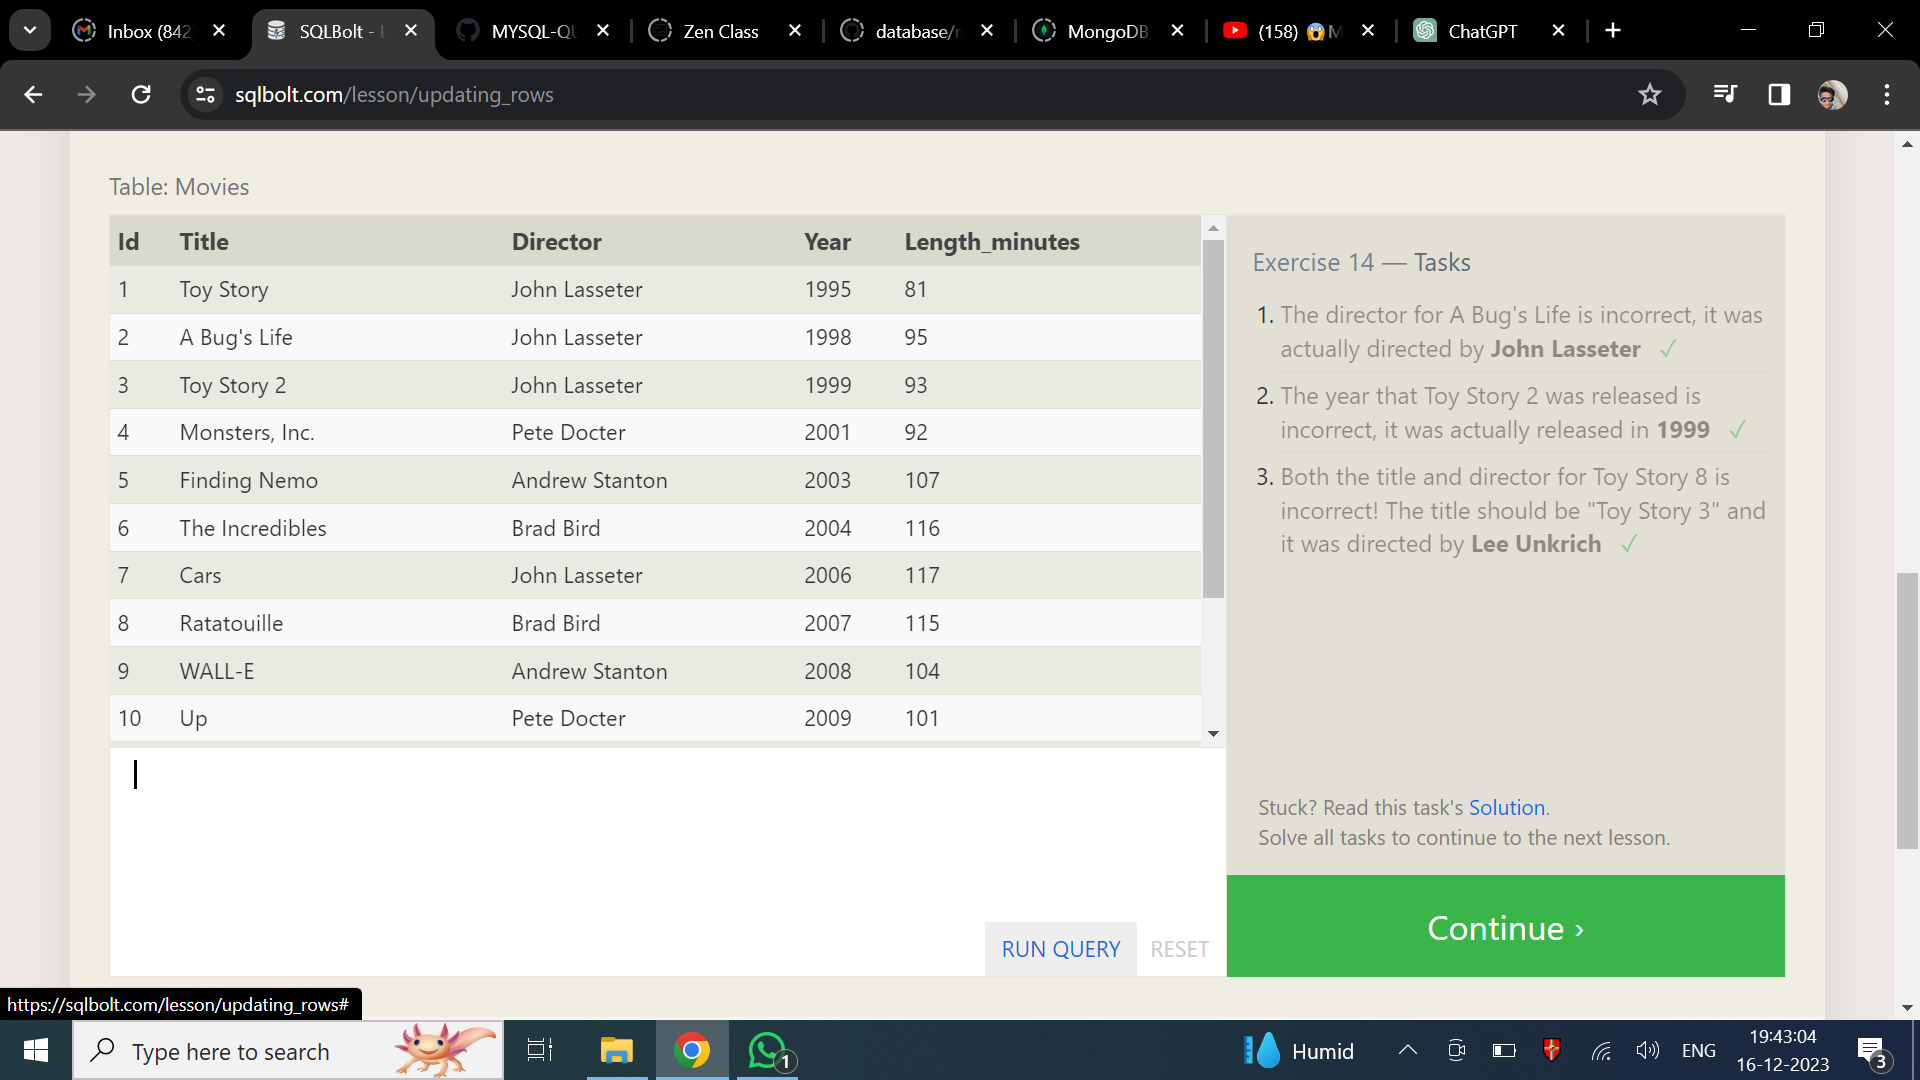 Inbox (842
SQLBolt - L
MYSQL-QU
Zen Class
database/n
MongoDB
(158) 😱M
ChatGPT
sqlbolt.com/lesson/updating_rows
Table: Movies
Id Title Director Year Length_minutes
1 Toy Story John Lasseter 1995 81
2 A Bug's Life John Lasseter 1998 95
3 Toy Story 2 John Lasseter 1999 93
4 Monsters, Inc. Pete Docter 2001 92
5 Finding Nemo Andrew Stanton 2003 107
6 The Incredibles Brad Bird 2004 116
7 Cars John Lasseter 2006 117
8 Ratatouille Brad Bird 2007 115
9 WALL-E Andrew Stanton 2008 104
10 Up Pete Docter 2009 101
RUN QUERY RESET
Exercise 14 — Tasks
1. The director for A Bug's Life is incorrect, it was
actually directed by John Lasseter ✓
2. The year that Toy Story 2 was released is
incorrect, it was actually released in 1999 ✓
3. Both the title and director for Toy Story 8 is
incorrect! The title should be "Toy Story 3" and
it was directed by Lee Unkrich ✓
Stuck? Read this task's Solution.
Solve all tasks to continue to the next lesson.
Continue ›
https://sqlbolt.com/lesson/updating_rows#
Type here to search
1
Humid
ENG
19:43:04
16-12-2023
3